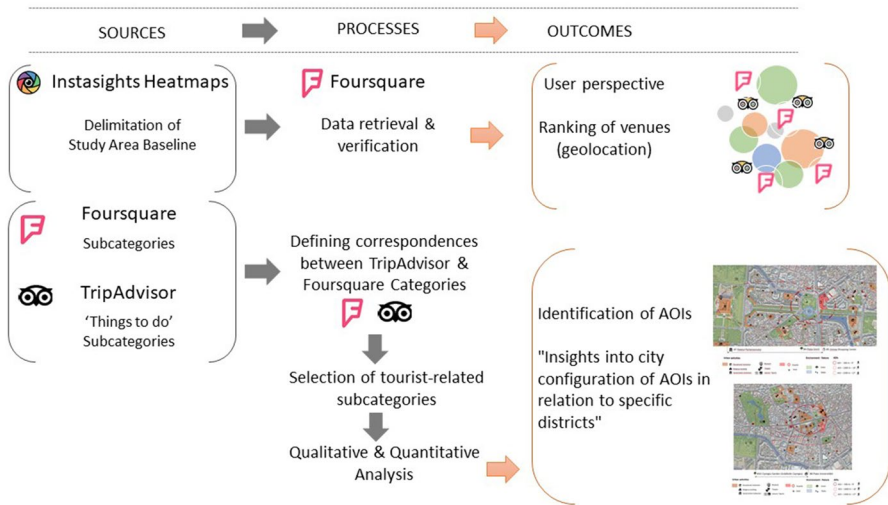 SOURCES
PROCESSES
OUTCOMES
Instasights Heatmaps
Delimitation of
Study Area Baseline
Foursquare
Data retrieval &
verification
User perspective
Ranking of venues
(geolocation)
Foursquare
Subcategories
TripAdvisor
‘Things to do’
Subcategories
Defining correspondences
between TripAdvisor &
Foursquare Categories
Selection of tourist-related
subcategories
Qualitative & Quantitative
Analysis
Identification of AOIs
"Insights into city
configuration of AOIs in
relation to specific
districts"